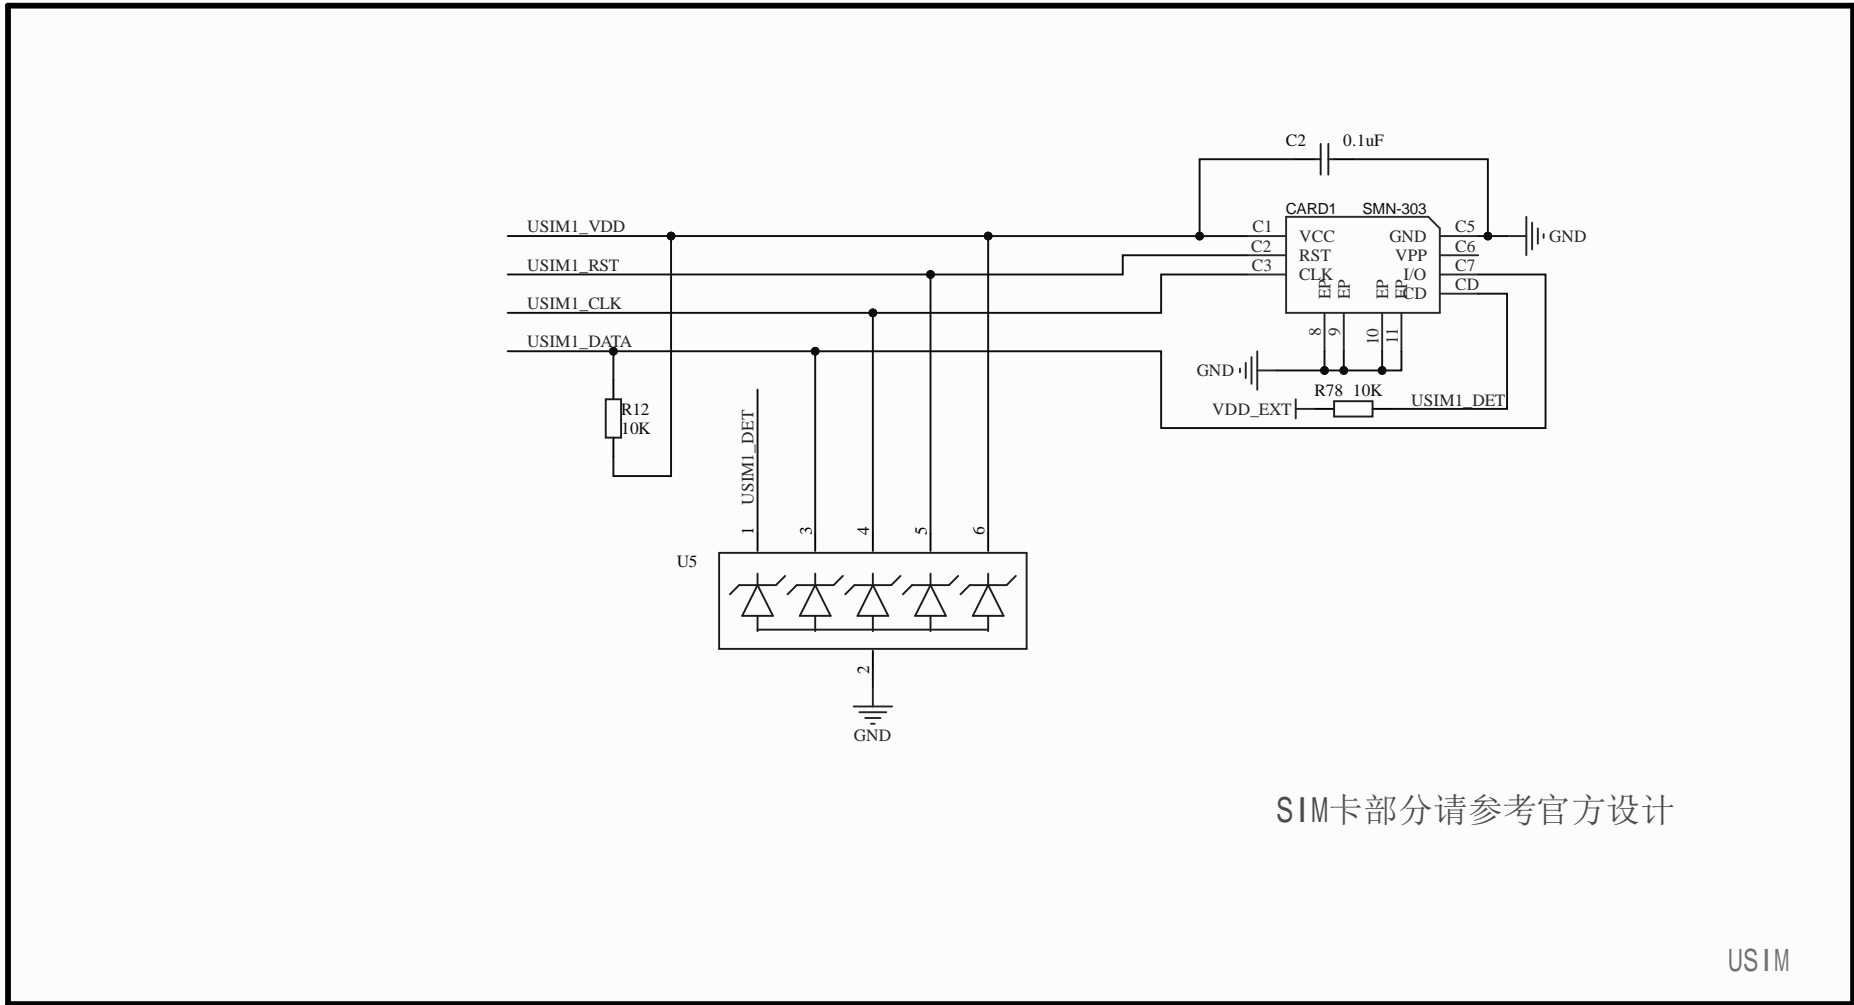 C2 0.1uF
CARD1 SMN-303
USIM1_VDD
C1 VCC GND C5 GND
C2 RST VPP C6
USIM1_RST
C3 CLK I/O C7
EP EP EP EP CD CD
USIM1_CLK
8 9 10 11
USIM1_DATA
GND
R78 10K
VDD_EXT USIM1_DET
R12
10K
USIM1_DET
1 3 4 5 6
U5
2
GND
SIM卡部分请参考官方设计
USIM